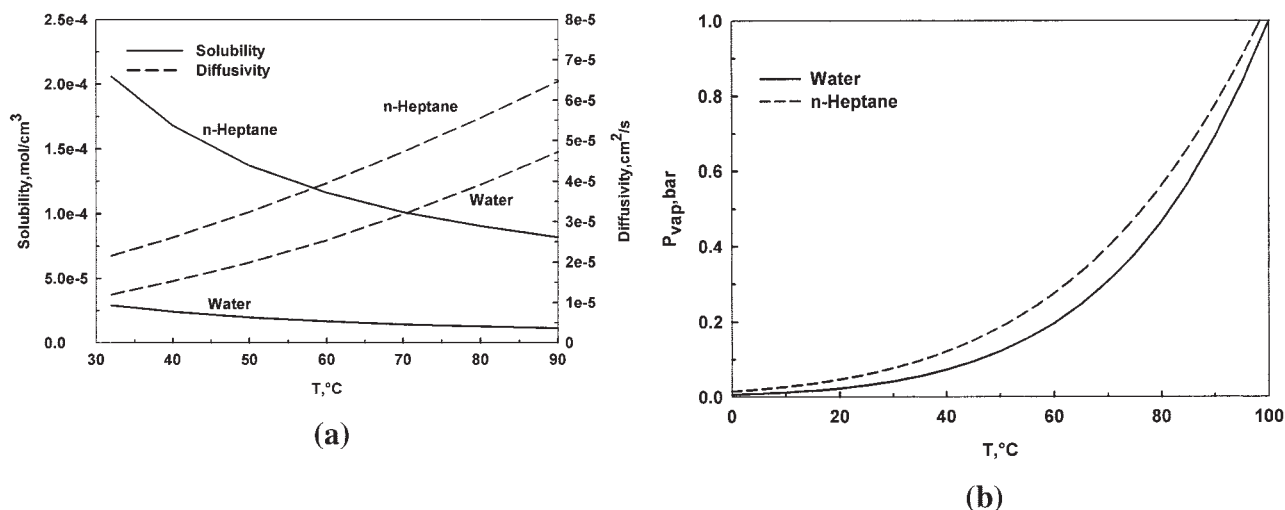 2.5e-4
2.0e-4
1.5e-4
1.0e-4
5.0e-5
0.0
Solubility,mol/cm3
Solubility
Diffusivity
n-Heptane
n-Heptane
Water
Water
8e-5
7e-5
6e-5
5e-5
4e-5
3e-5
2e-5
1e-5
0
Diffusivity,cm2/s
30 40 50 60 70 80 90
T,°C
(a)
1.0
0.8
0.6
0.4
0.2
0.0
Pvap,bar
Water
n-Heptane
0 20 40 60 80 100
T,°C
(b)